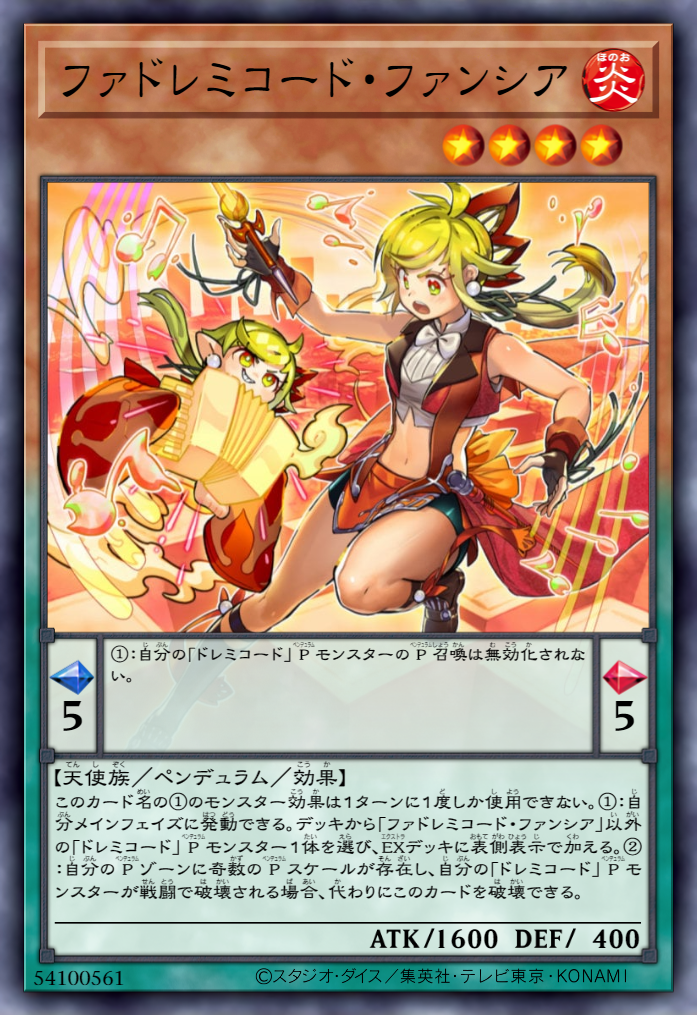 ファドレミコード・ファンシア
炎
ほのお
①：自分の「ドレミコード」Ｐモンスターの Ｐ召喚は無効化されな
い。
5
5
【天使族／ペンデュラム／効果】
このカード名の①のモンスター効果は1ターンに1度しか使用できない。①：自
分メインフェイズに発動できる。デッキから「ファドレミコード・ファンシア」以外
の「ドレミコード」Ｐモンスター1体を選び、EXデッキに表側表示で加える。②
：自分のＰゾーンに奇数のＰスケールが存在し、自分の「ドレミコード」Ｐモ
ンスターが戦闘で破壊される場合、代わりにこのカードを破壊できる。
ATK/1600 DEF/ 400
54100561
©スタジオ・ダイス／集英社・テレビ東京・KONAMI